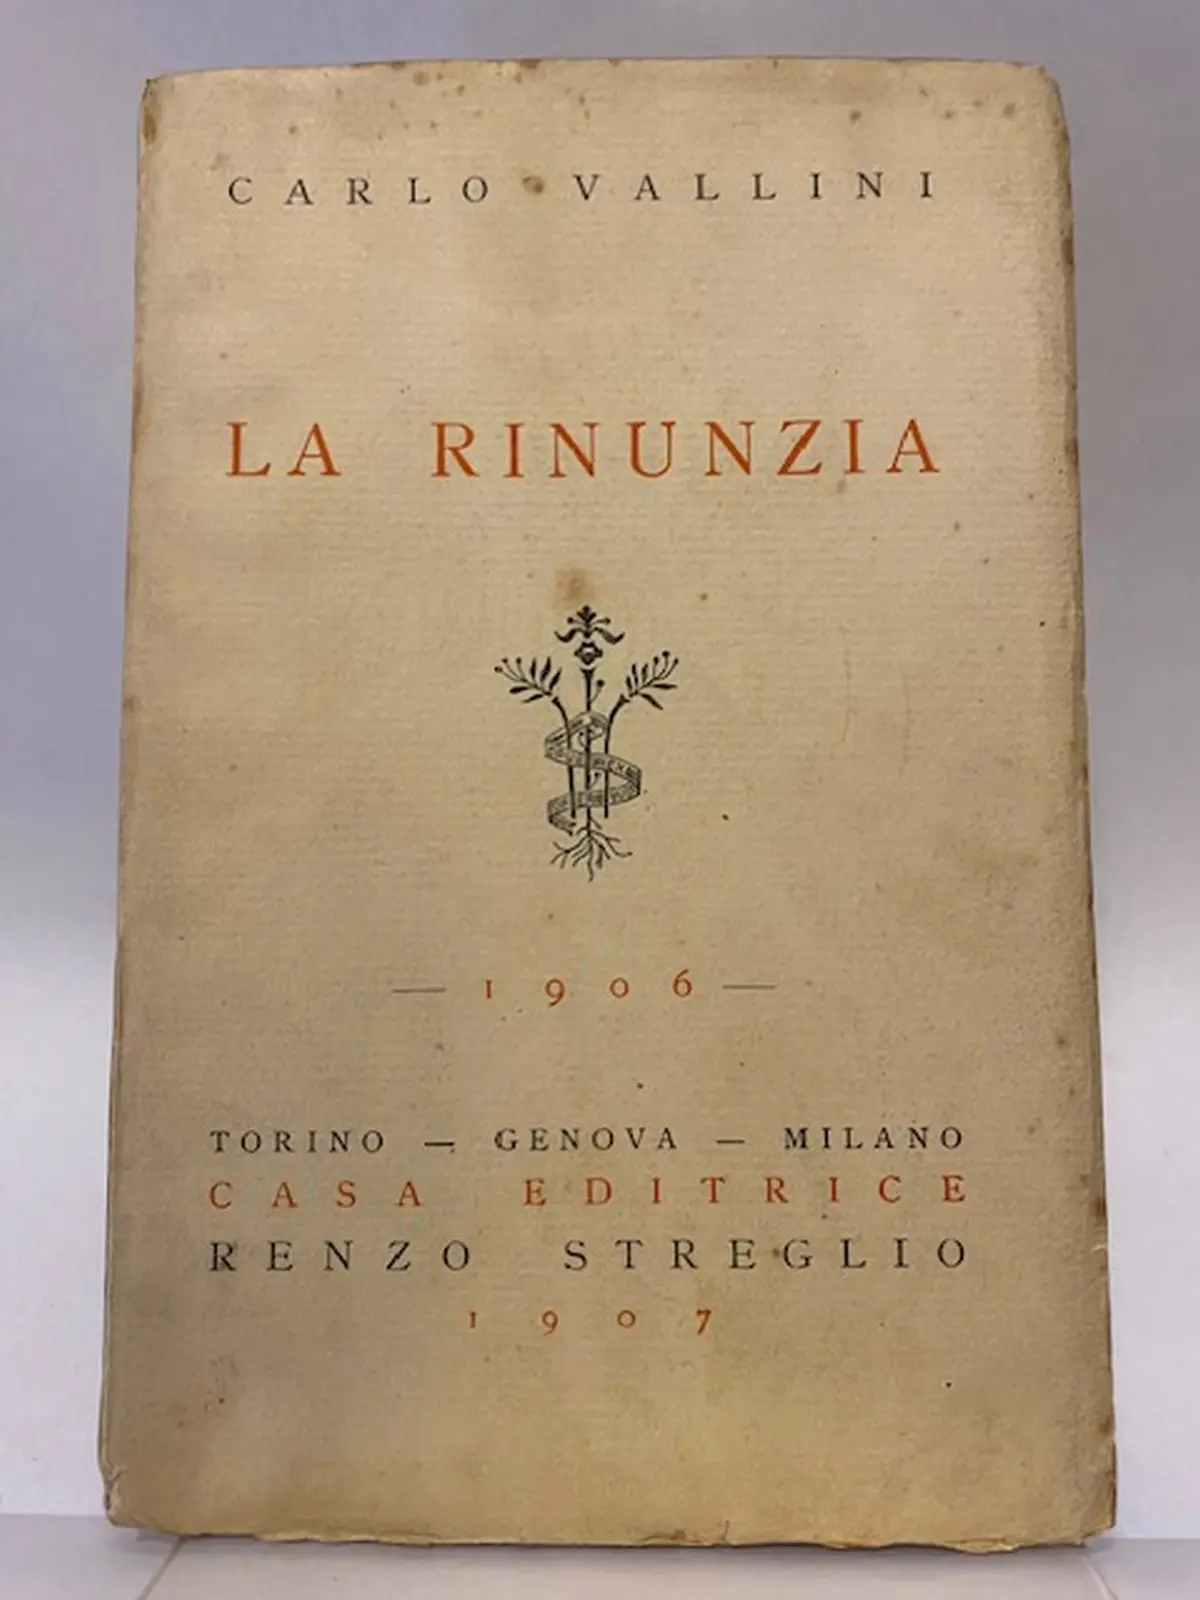 CARLO VALLINI
LA RINUNZIA
— 1906 —
TORINO — GENOVA — MILANO
CASA EDITRICE
RENZO STREGLIO
1907